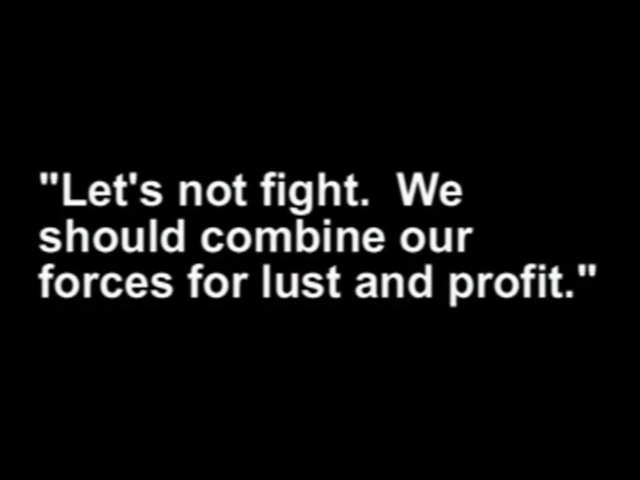 "Let's not fight.  We
should combine our
forces for lust and profit."